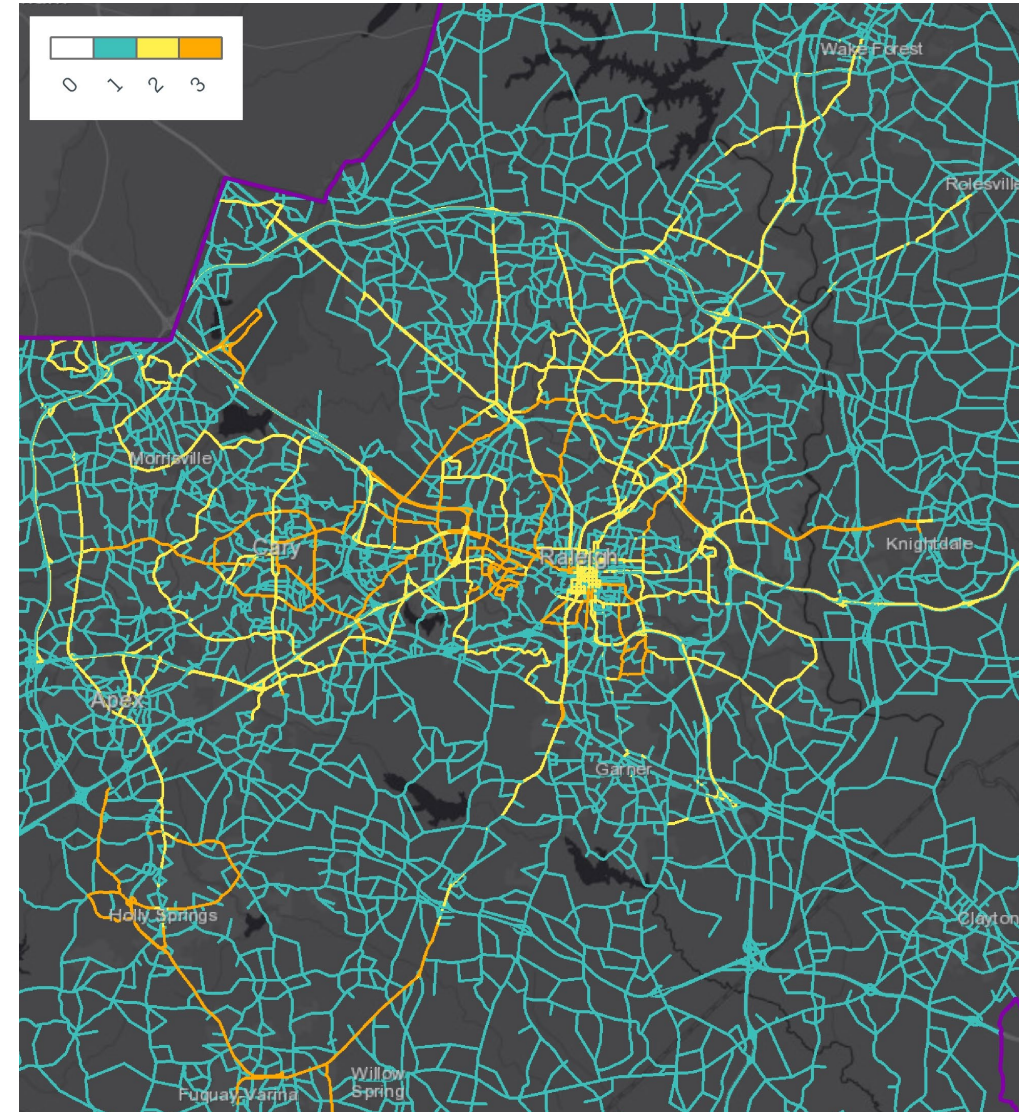 0 1 2 3
Wake Forest
Rolesville
Morrisville
Cary
Raleigh
Knightdale
Apex
Garner
Holly Springs
Clayton
Willow
Spring
Fuquay-Varina